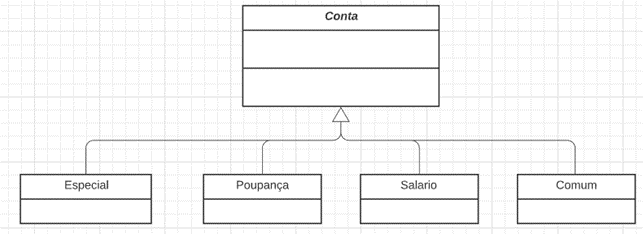 Conta
Especial
Poupança
Salario
Comum